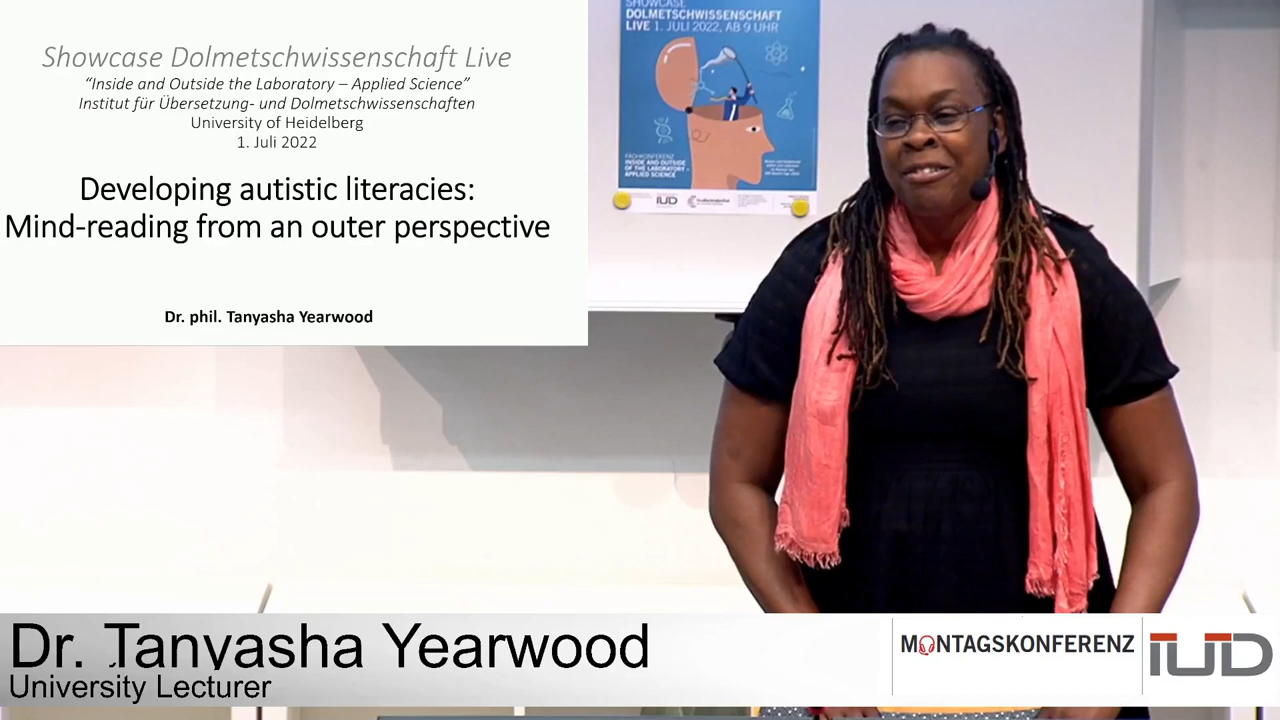 Showcase Dolmetschwissenschaft Live
“Inside and Outside the Laboratory – Applied Science”
Institut für Übersetzung- und Dolmetschwissenschaften
University of Heidelberg
1. Juli 2022
Developing autistic literacies:
Mind-reading from an outer perspective
Dr. phil. Tanyasha Yearwood
SHOWCASE
DOLMETSCHWISSENSCHAFT
LIVE 1. JULI 2022, AB 9 UHR
FACHKONFERENZ
INSIDE AND OUTSIDE
OF THE LABORATORY –
APPLIED SCIENCE
IUD
Dr. Tanyasha Yearwood
University Lecturer
MONTAGSKONFERENZ
IUD